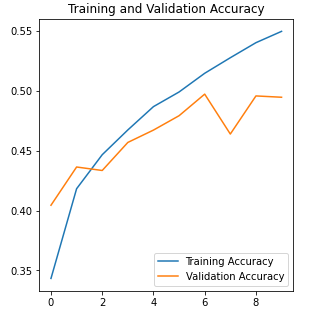 Training and Validation Accuracy
0.55
0.50
0.45
0.40
0.35
Training Accuracy
Validation Accuracy
0 2 4 6 8